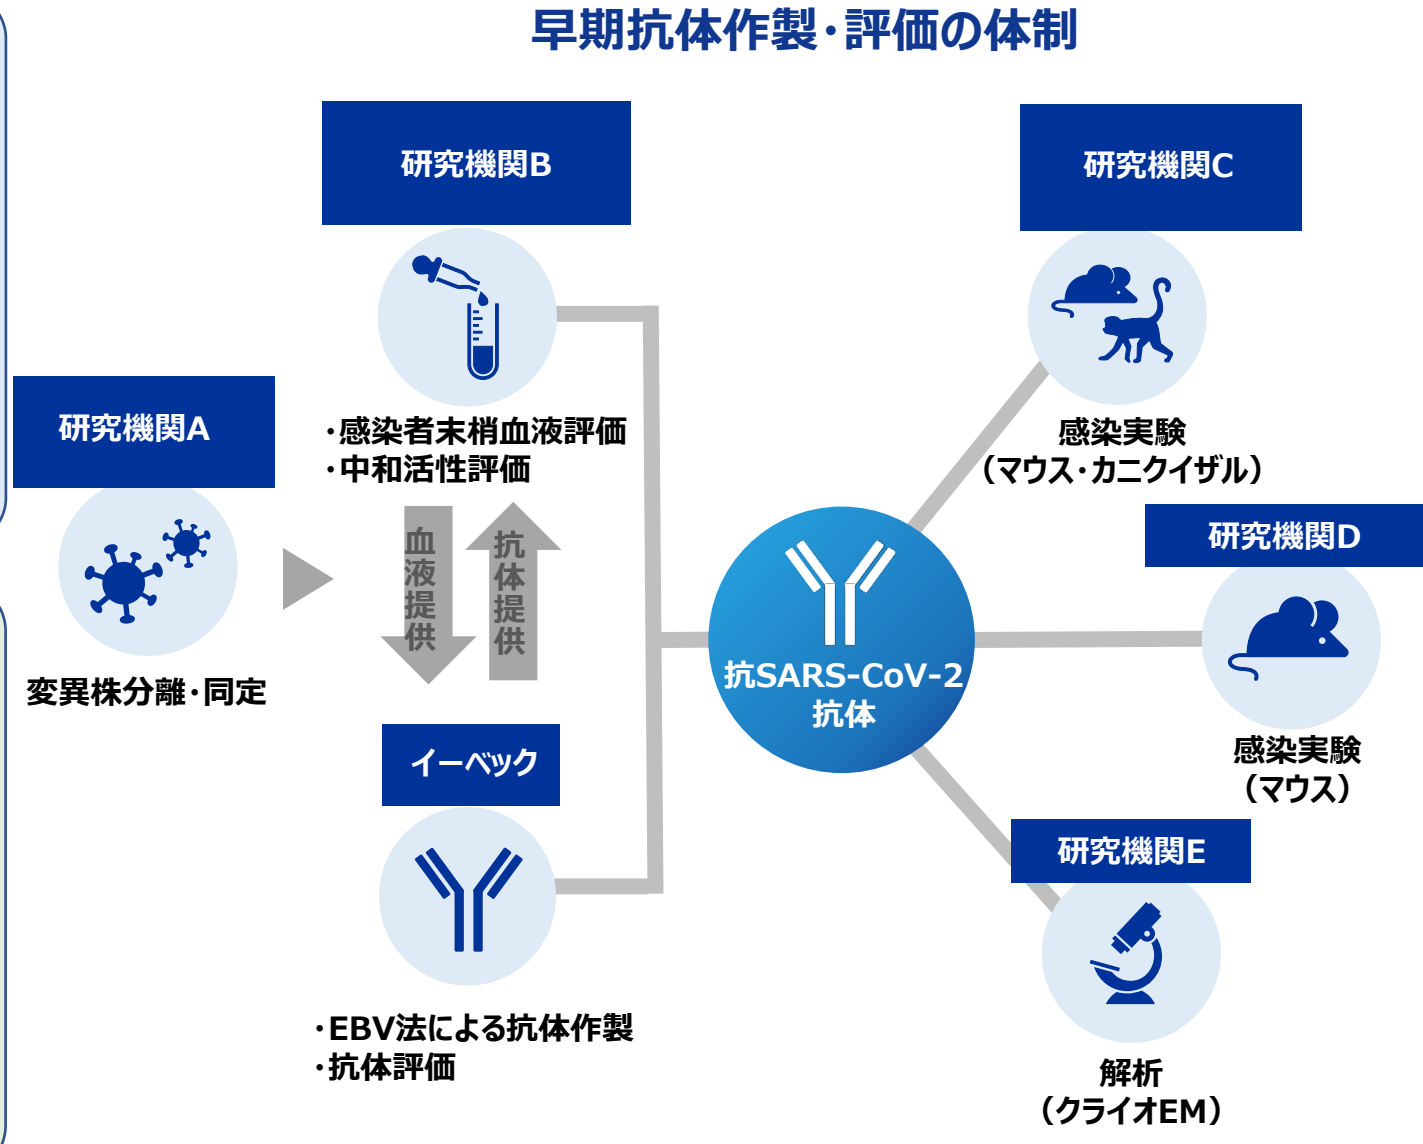 早期抗体作製・評価の体制
研究機関A
変異株分離・同定
研究機関B
・感染者末梢血液評価
・中和活性評価
血液提供
抗体提供
イーベック
・EBV法による抗体作製
・抗体評価
抗SARS-CoV-2
抗体
研究機関C
感染実験
（マウス・カニクイザル）
研究機関D
感染実験
（マウス）
研究機関E
解析
（クライオEM）